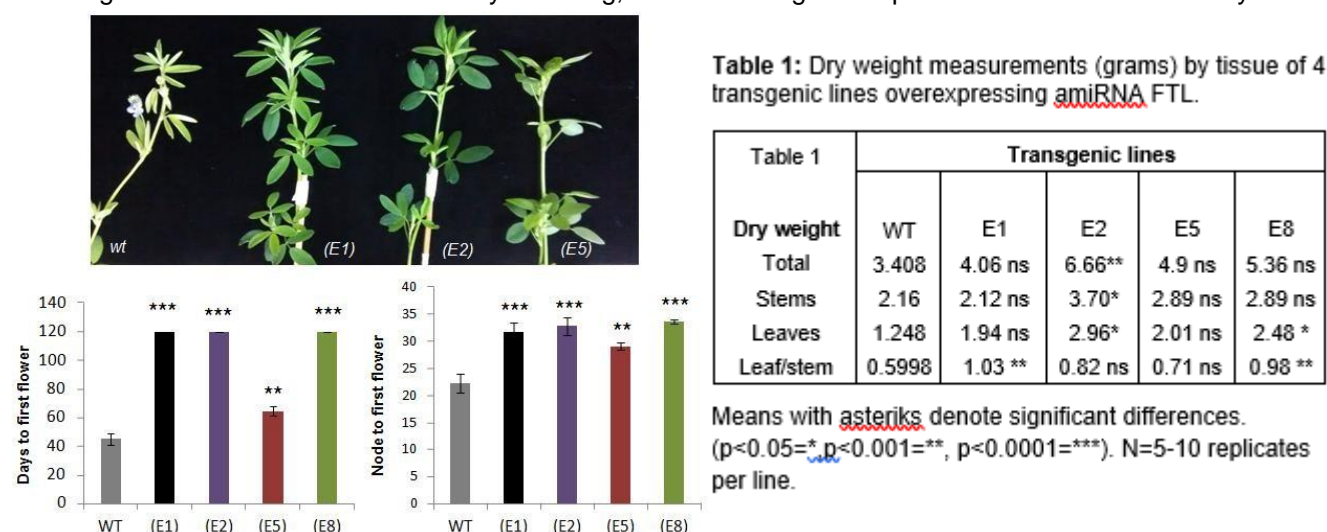 wt
(E1)
(E2)
(E5)
Days to first flower
140
120
100
80
60
40
20
0
***
***
**
***
WT (E1) (E2) (E5) (E8)
Node to first flower
40
35
30
25
20
15
10
5
0
***
***
**
***
WT (E1) (E2) (E5) (E8)
Table 1: Dry weight measurements (grams) by tissue of 4
transgenic lines overexpressing amiRNA FTL.
Table 1 Transgenic lines
Dry weight WT E1 E2 E5 E8
Total 3.408 4.06 ns 6.66** 4.9 ns 5.36 ns
Stems 2.16 2.12 ns 3.70* 2.89 ns 2.89 ns
Leaves 1.248 1.94 ns 2.96* 2.01 ns 2.48 *
Leaf/stem 0.5998 1.03 ** 0.82 ns 0.71 ns 0.98 **
Means with asteriks denote significant differences.
(p<0.05=*,p<0.001=**, p<0.0001=***). N=5-10 replicates
per line.